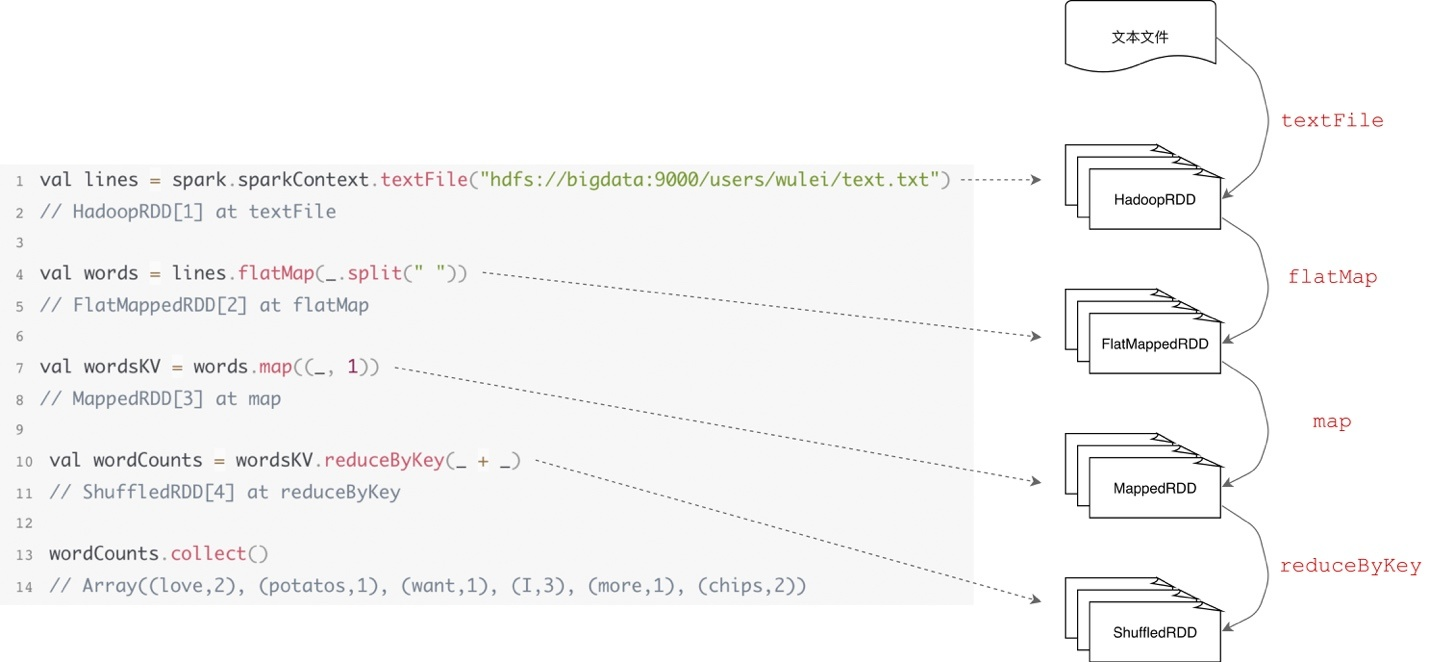 1 val lines = spark.sparkContext.textFile("hdfs://bigdata:9000/users/wulei/text.txt")
2 // HadoopRDD[1] at textFile
3
4 val words = lines.flatMap(_.split(" "))
5 // FlatMappedRDD[2] at flatMap
6
7 val wordsKV = words.map((_, 1))
8 // MappedRDD[3] at map
9
10 val wordCounts = wordsKV.reduceByKey(_ + _)
11 // ShuffledRDD[4] at reduceByKey
12
13 wordCounts.collect()
14 // Array((love,2), (potatos,1), (want,1), (I,3), (more,1), (chips,2))
文本文件
textFile
HadoopRDD
flatMap
FlatMappedRDD
map
MappedRDD
reduceByKey
ShuffledRDD